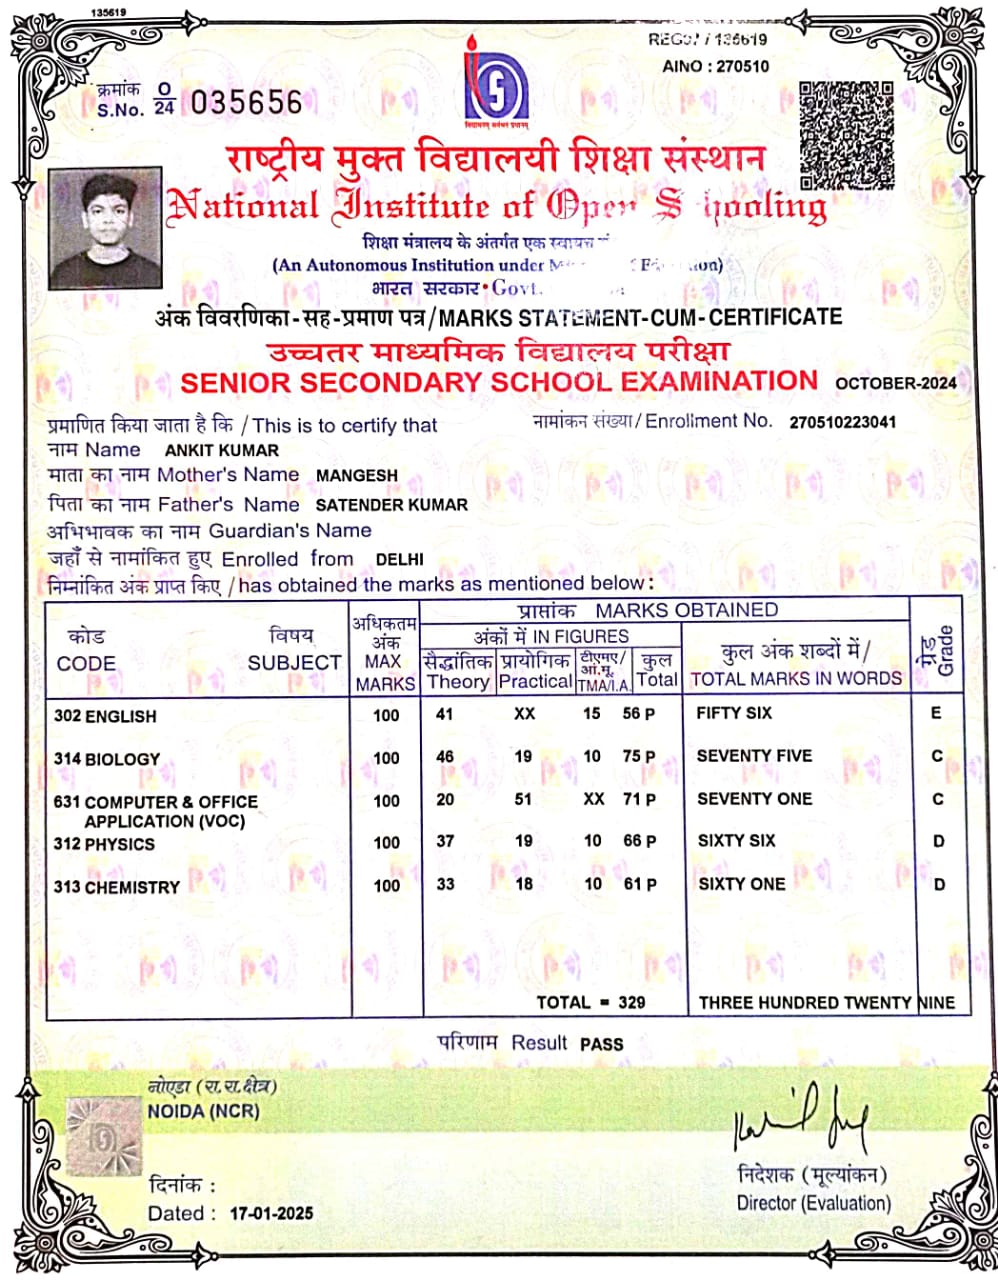 135619
REGD? / 135619
AINO : 270510
क्रमांक O
S.No. 24 035656
राष्ट्रीय मुक्त विद्यालयी शिक्षा संस्थान
National Institute of Open Schooling
शिक्षा मंत्रालय के अंतर्गत एक स्वायत्त
(An Autonomous Institution under
भारत सरकार • Govt.
अंक विवरणिका-सह-प्रमाण पत्र/MARKS STATEMENT-CUM-CERTIFICATE
उच्चतर माध्यमिक विद्यालय परीक्षा
SENIOR SECONDARY SCHOOL EXAMINATION OCTOBER-2024
प्रमाणित किया जाता है कि / This is to certify that नामांकन संख्या/ Enrollment No. 270510223041
नाम Name ANKIT KUMAR
माता का नाम Mother's Name MANGESH
पिता का नाम Father's Name SATENDER KUMAR
अभिभावक का नाम Guardian's Name
जहाँ से नामांकित हुए Enrolled from DELHI
निम्नांकित अंक प्राप्त किए / has obtained the marks as mentioned below :
कोड CODE विषय SUBJECT अधिकतम अंक MAX MARKS प्राप्तांक MARKS OBTAINED ग्रेड Grade
अंकों में IN FIGURES कुल अंक शब्दों में/ TOTAL MARKS IN WORDS
सैद्धांतिक Theory प्रायोगिक Practical टीएमए/आं.मू. TMA/I.A. कुल Total
302 ENGLISH 100 41 XX 15 56 P FIFTY SIX E
314 BIOLOGY 100 46 19 10 75 P SEVENTY FIVE C
631 COMPUTER & OFFICE 100 20 51 XX 71 P SEVENTY ONE C
APPLICATION (VOC)
312 PHYSICS 100 37 19 10 66 P SIXTY SIX D
313 CHEMISTRY 100 33 18 10 61 P SIXTY ONE D
TOTAL = 329 THREE HUNDRED TWENTY NINE
परिणाम Result PASS
नोएडा (रा.रा.क्षेत्र)
NOIDA (NCR)
दिनांक :
Dated : 17-01-2025
निदेशक (मूल्यांकन)
Director (Evaluation)